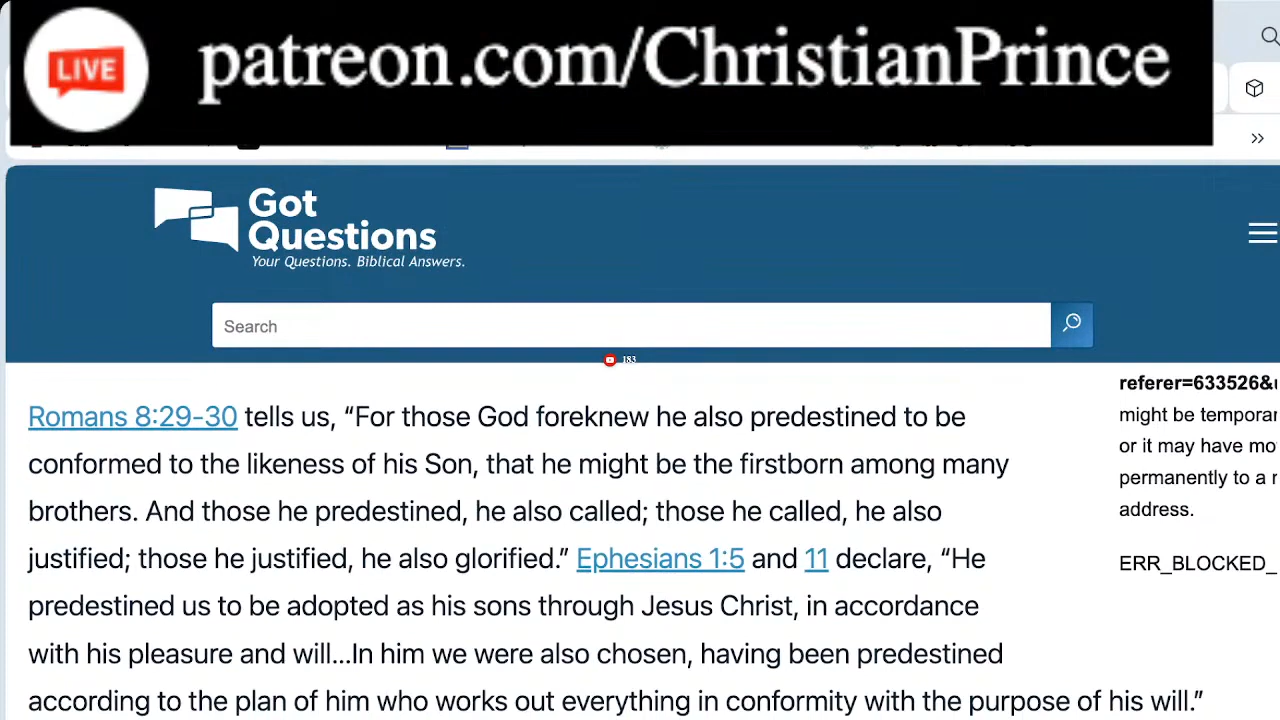 LIVE
patreon.com/ChristianPrince
Got
Questions
Your Questions. Biblical Answers.
Search
183
Romans 8:29-30 tells us, “For those God foreknew he also predestined to be
conformed to the likeness of his Son, that he might be the firstborn among many
brothers. And those he predestined, he also called; those he called, he also
justified; those he justified, he also glorified.” Ephesians 1:5 and 11 declare, “He
predestined us to be adopted as his sons through Jesus Christ, in accordance
with his pleasure and will...In him we were also chosen, having been predestined
according to the plan of him who works out everything in conformity with the purpose of his will.”
referer=633526&
might be
or it may have
permanently to a
address.
ERR_BLOCKED_